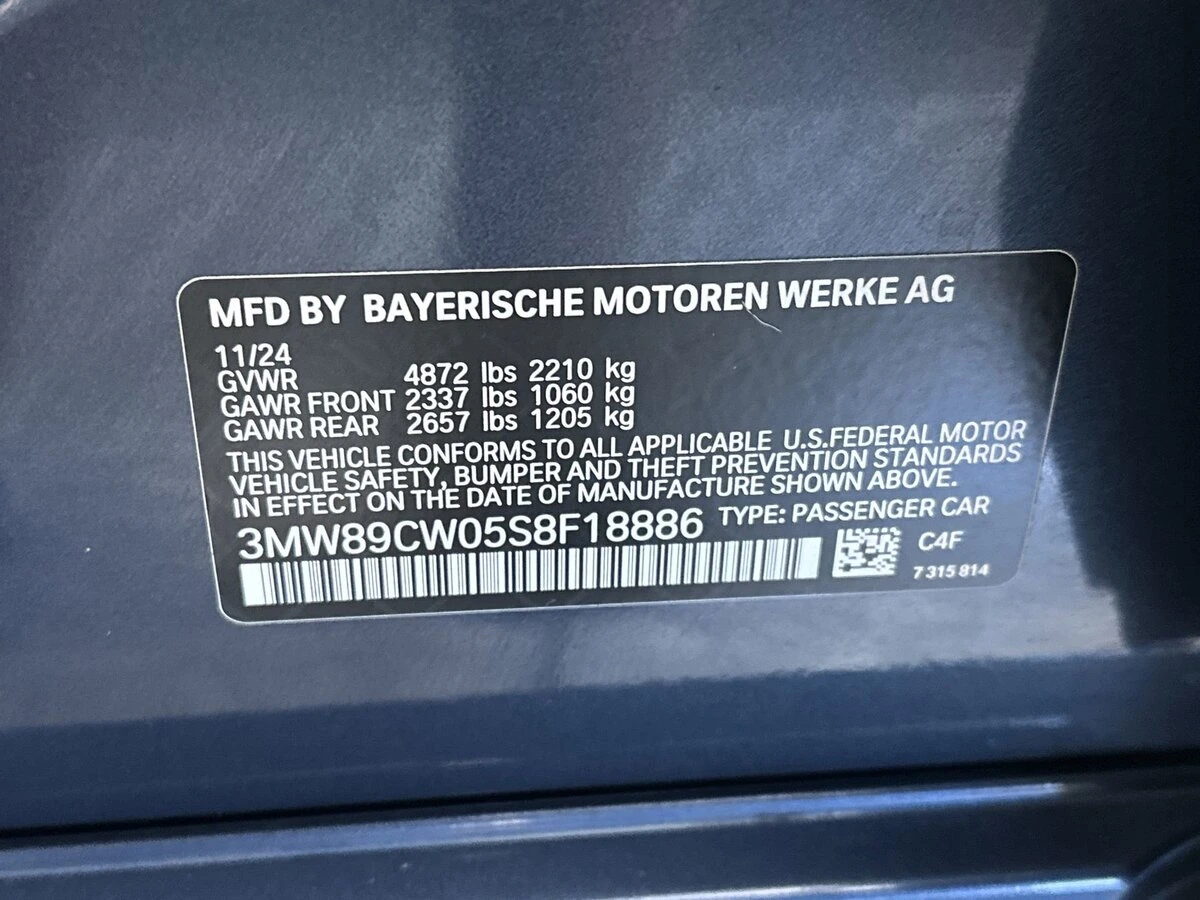 MFD BY BAYERISCHE MOTOREN WERKE AG
11/24
GVWR 4872 lbs 2210 kg
GAWR FRONT 2337 lbs 1060 kg
GAWR REAR 2657 lbs 1205 kg
THIS VEHICLE CONFORMS TO ALL APPLICABLE U.S.FEDERAL MOTOR
VEHICLE SAFETY, BUMPER AND THEFT PREVENTION STANDARDS
IN EFFECT ON THE DATE OF MANUFACTURE SHOWN ABOVE.
3MW89CW05S8F18886 TYPE: PASSENGER CAR
C4F
7 315 814